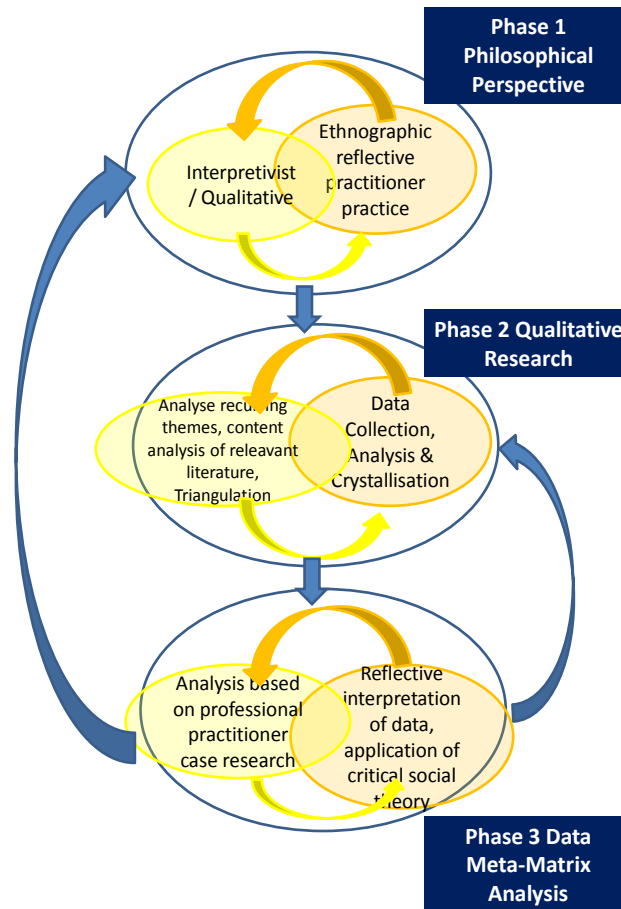 Phase 1
Philosophical
Perspective
Interpretivist
/ Qualitative
Ethnographic
reflective
practitioner
practice
Phase 2 Qualitative
Research
Analyse recurring
themes, content
analysis of releavant
literature,
Triangulation
Data
Collection,
Analysis &
Crystallisation
Analysis based
on professional
practitioner
case research
Reflective
interpretation
of data,
application of
critical social
theory
Phase 3 Data
Meta-Matrix
Analysis